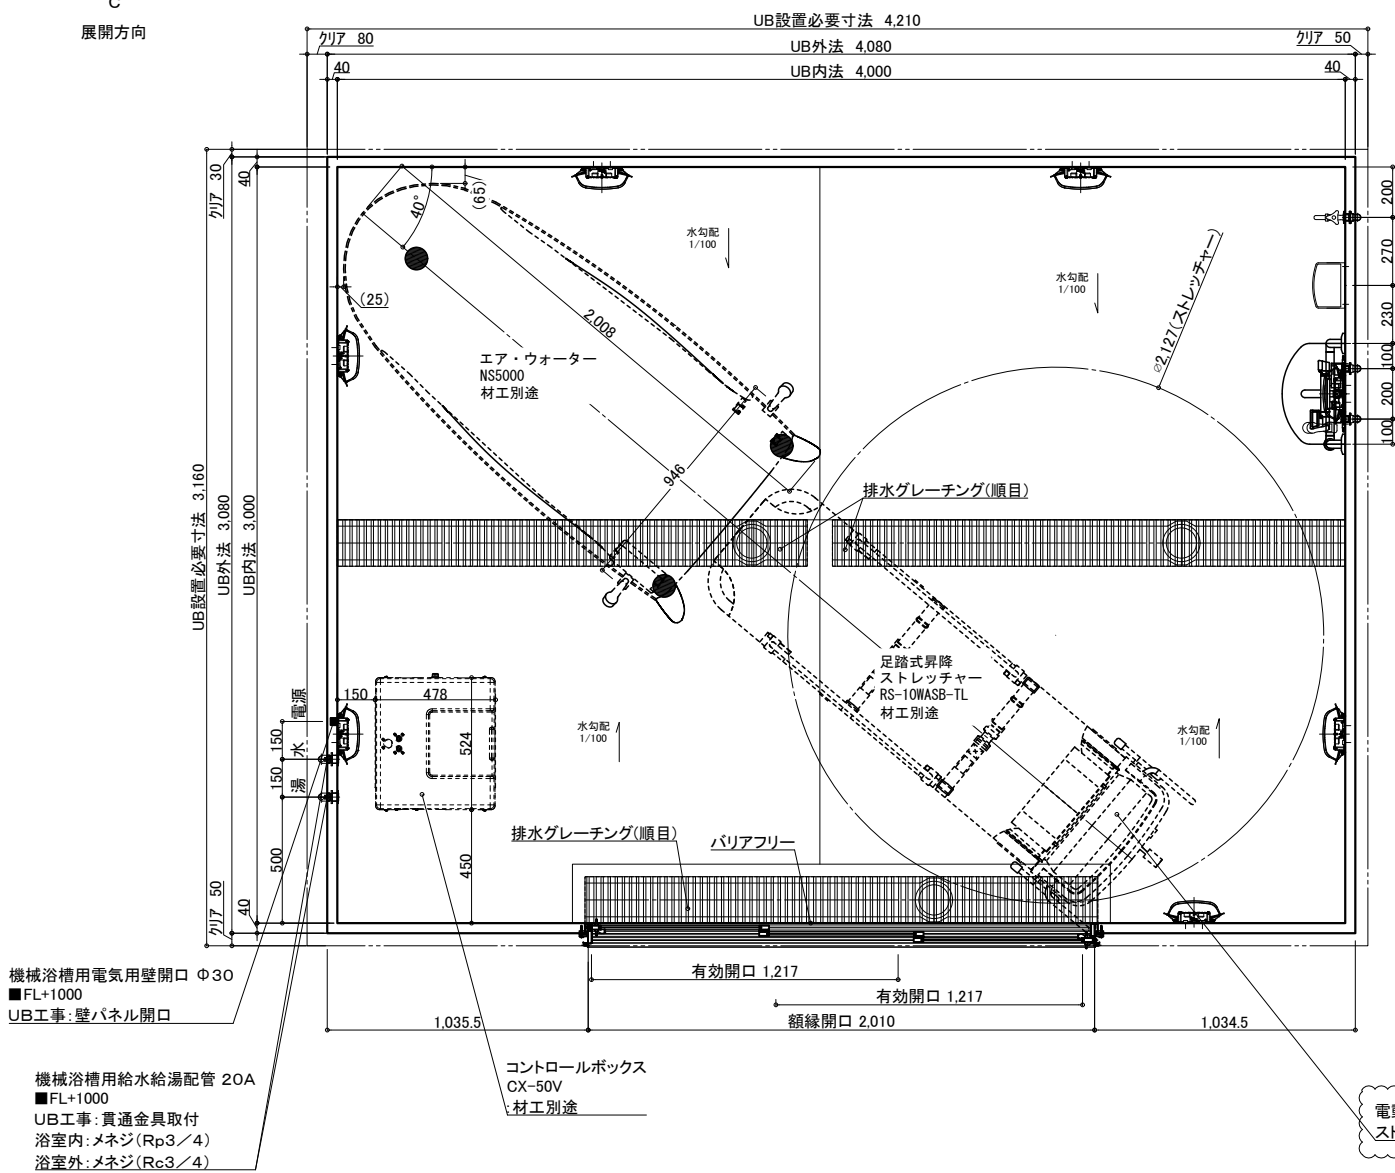 C
展開方向
UB設置必要寸法 4,210
クリア 80
UB外法 4,080
クリア 50
40
UB内法 4,000
40
UB設置必要寸法 3,160
UB外法 3,080
UB内法 3,000
クリア 30
40
クリア 50
40
40°
(65)
(25)
2,008
946
水勾配
1/100
水勾配
1/100
⌀2,127(ストレッチャー)
200
270
230
100
200
100
エア・ウォーター
NS5000
材工別途
排水グレーチング(順目)
足踏式昇降
ストレッチャー
RS-10WASB-TL
材工別途
電源
水
湯
150
150
500
150
478
524
450
水勾配
1/100
水勾配
1/100
排水グレーチング(順目)
バリアフリー
有効開口 1,217
有効開口 1,217
1,035.5
額縁開口 2,010
1,034.5
機械浴槽用電気用壁開口 Φ30
■FL+1000
UB工事:壁パネル開口
機械浴槽用給水給湯配管 20A
■FL+1000
UB工事:貫通金具取付
浴室内:メネジ(Rp3/4)
浴室外:メネジ(Rc3/4)
コントロールボックス
CX-50V
:材工別途